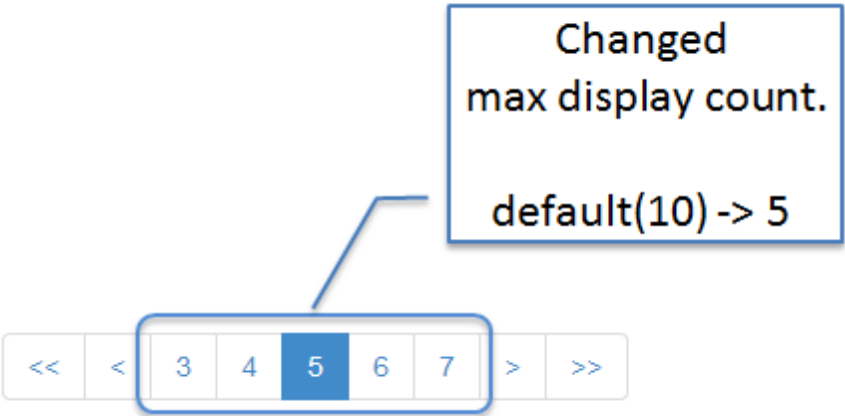 Changed
max display count.
default(10) -> 5
<< < 3 4 5 6 7 > >>